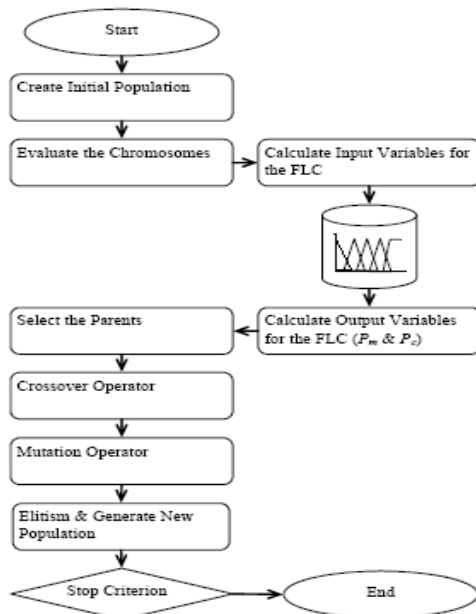 Start
Create Initial Population
Evaluate the Chromosomes
Calculate Input Variables for
the FLC
Calculate Output Variables
for the FLC (Pm & Pc)
Select the Parents
Crossover Operator
Mutation Operator
Elitism & Generate New
Population
Stop Criterion
End